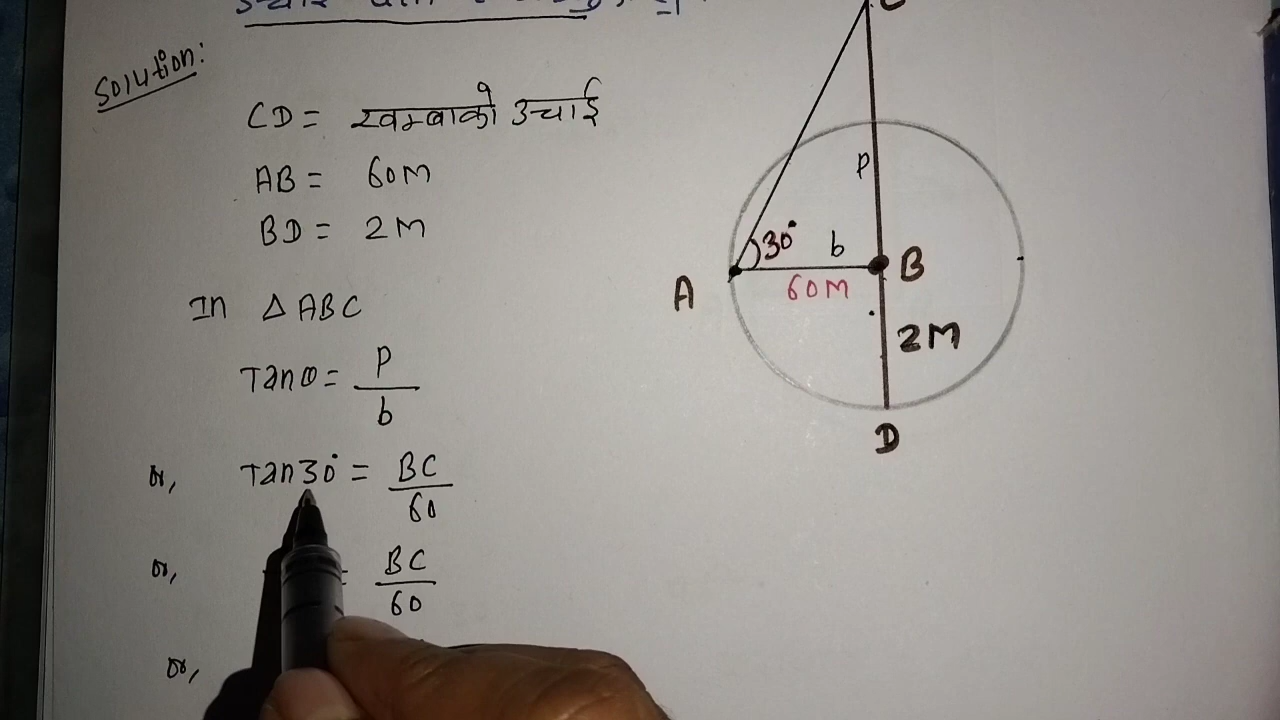 Solution:
CD = खम्बाको उचाई
AB = 60M
BD = 2M
In △ABC
Tanθ = P/b
or, Tan30° = BC/60
or, = BC/60
or,
P
30° b
A 60M B
2M
D